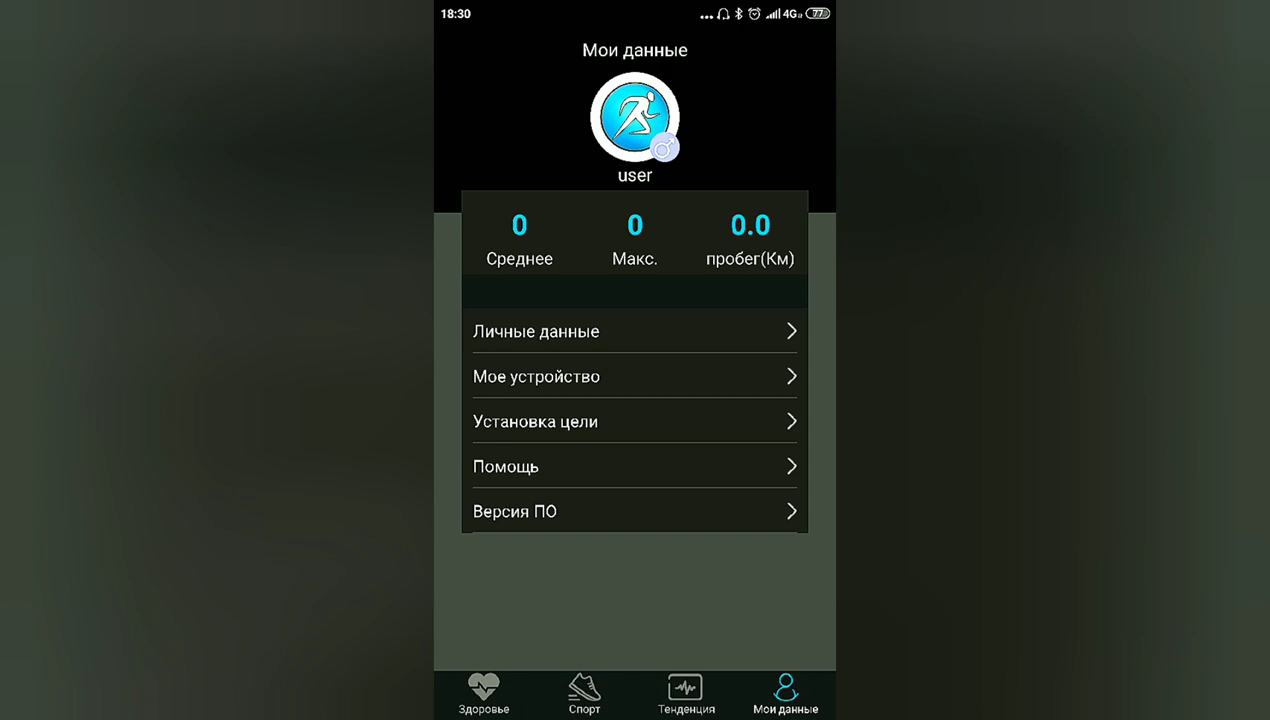 18:30
4G
77
Мои данные
user
0 0 0.0
Среднее Макс. пробег(Км)
Личные данные
Мое устройство
Установка цели
Помощь
Версия ПО
Здоровье Спорт Тенденция Мои данные